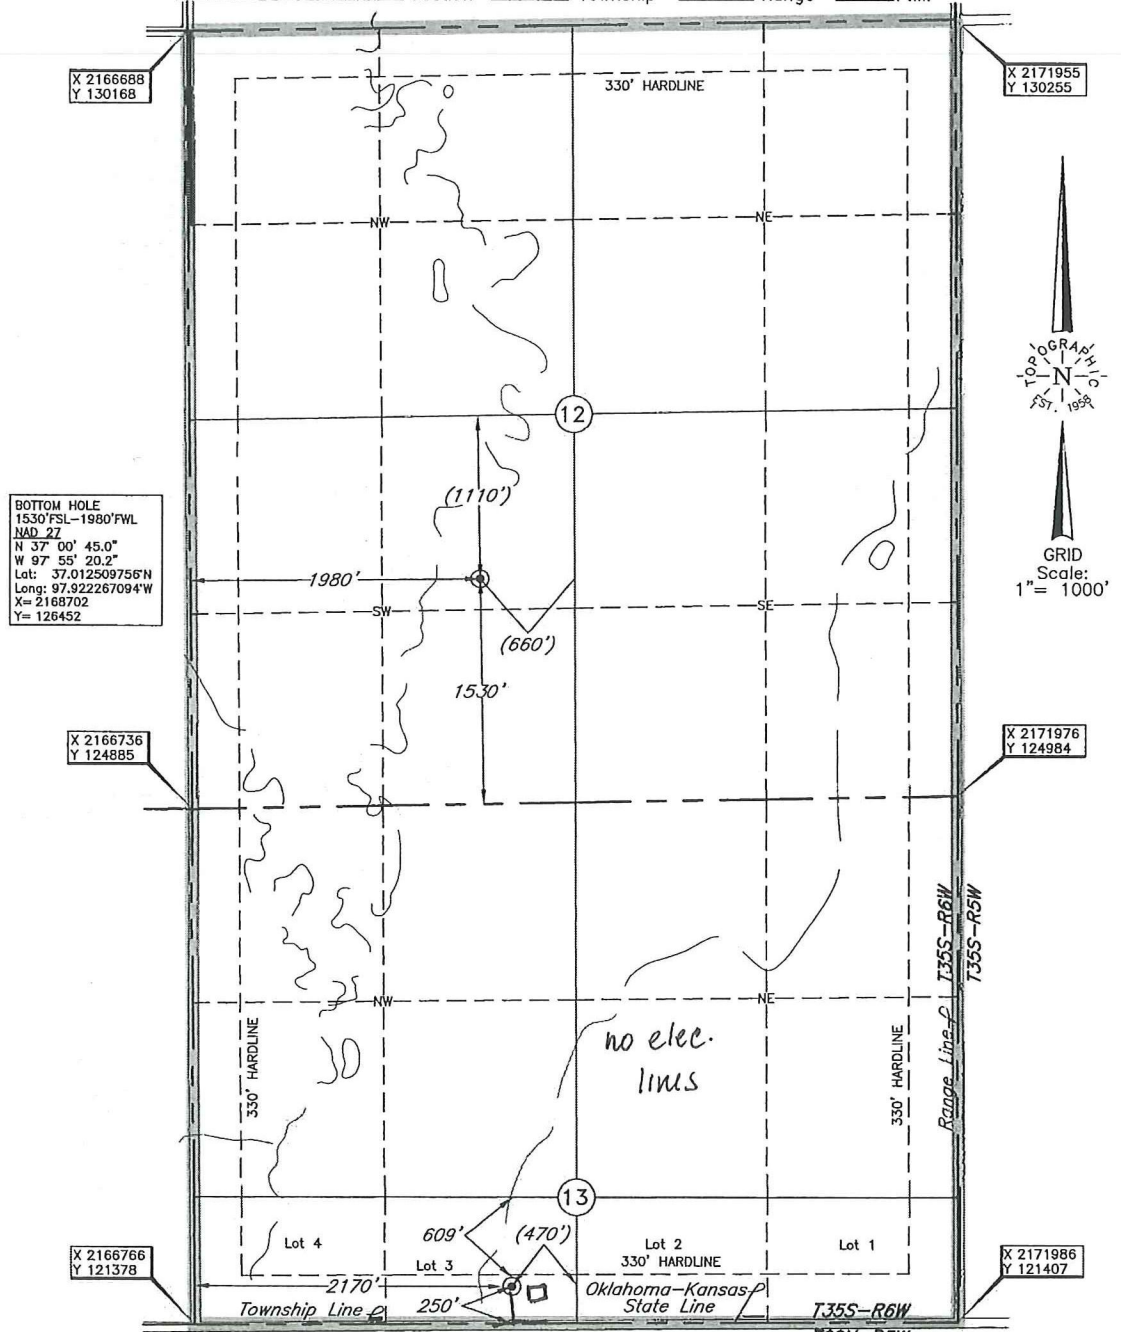 X 2166688
Y 130168
X 2171955
Y 130255
330' HARDLINE
NW
NE
12
TOPOGRAPHIC
N
EST. 1958
(1110')
BOTTOM HOLE
1530'FSL-1980'FWL
NAD 27
N 37° 00' 45.0"
W 97° 55' 20.2"
Lat: 37.012509756°N
Long: 97.922267094°W
X= 2168702
Y= 126452
1980'
GRID
Scale:
1"= 1000'
SW
SE
(660')
1530'
X 2166736
Y 124885
X 2171976
Y 124984
T35S-R6W
T35S-R5W
NW
NE
330' HARDLINE
no elec.
lines
330' HARDLINE
Range Line
13
609'
(470')
Lot 4
Lot 3
Lot 2
Lot 1
330' HARDLINE
X 2166766
Y 121378
X 2171986
Y 121407
2170'
250'
Township Line
Oklahoma-Kansas
State Line
T35S-R6W